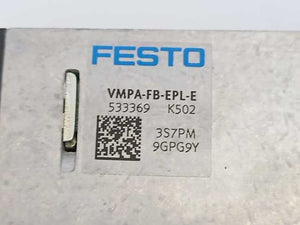 FESTO
VMPA-FB-EPL-E
533369 K502
3S7PM
9GPG9Y